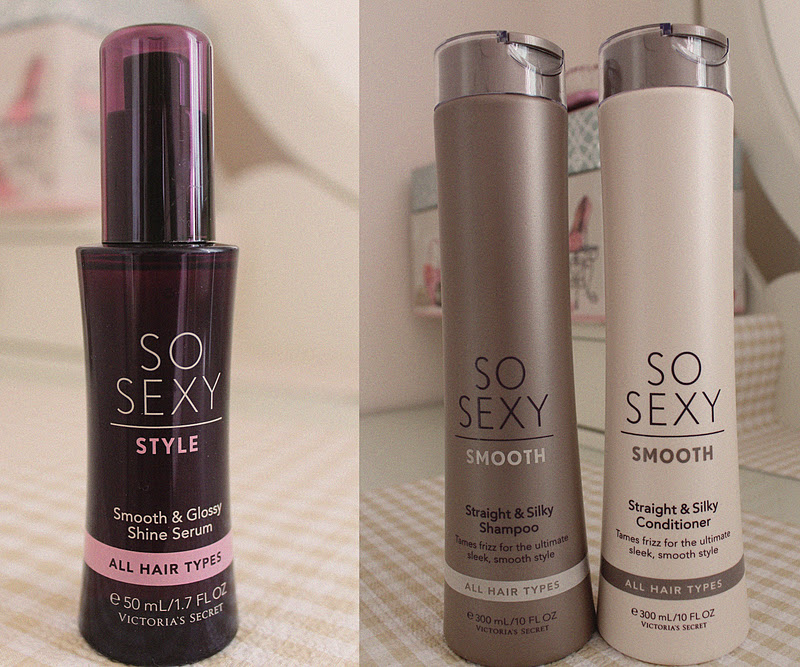 SO
SEXY
STYLE
Smooth & Glossy
Shine Serum
ALL HAIR TYPES
℮ 50 mL/1.7 FL OZ
VICTORIA'S SECRET
SO
SEXY
SMOOTH
Straight & Silky
Shampoo
Tames frizz for the ultimate
sleek, smooth style
ALL HAIR TYPES
℮ 300 mL/10 FL OZ
VICTORIA'S SECRET
SO
SEXY
SMOOTH
Straight & Silky
Conditioner
Tames frizz for the ultimate
sleek, smooth style
ALL HAIR TYPES
℮ 300 mL/10 FL OZ
VICTORIA'S SECRET